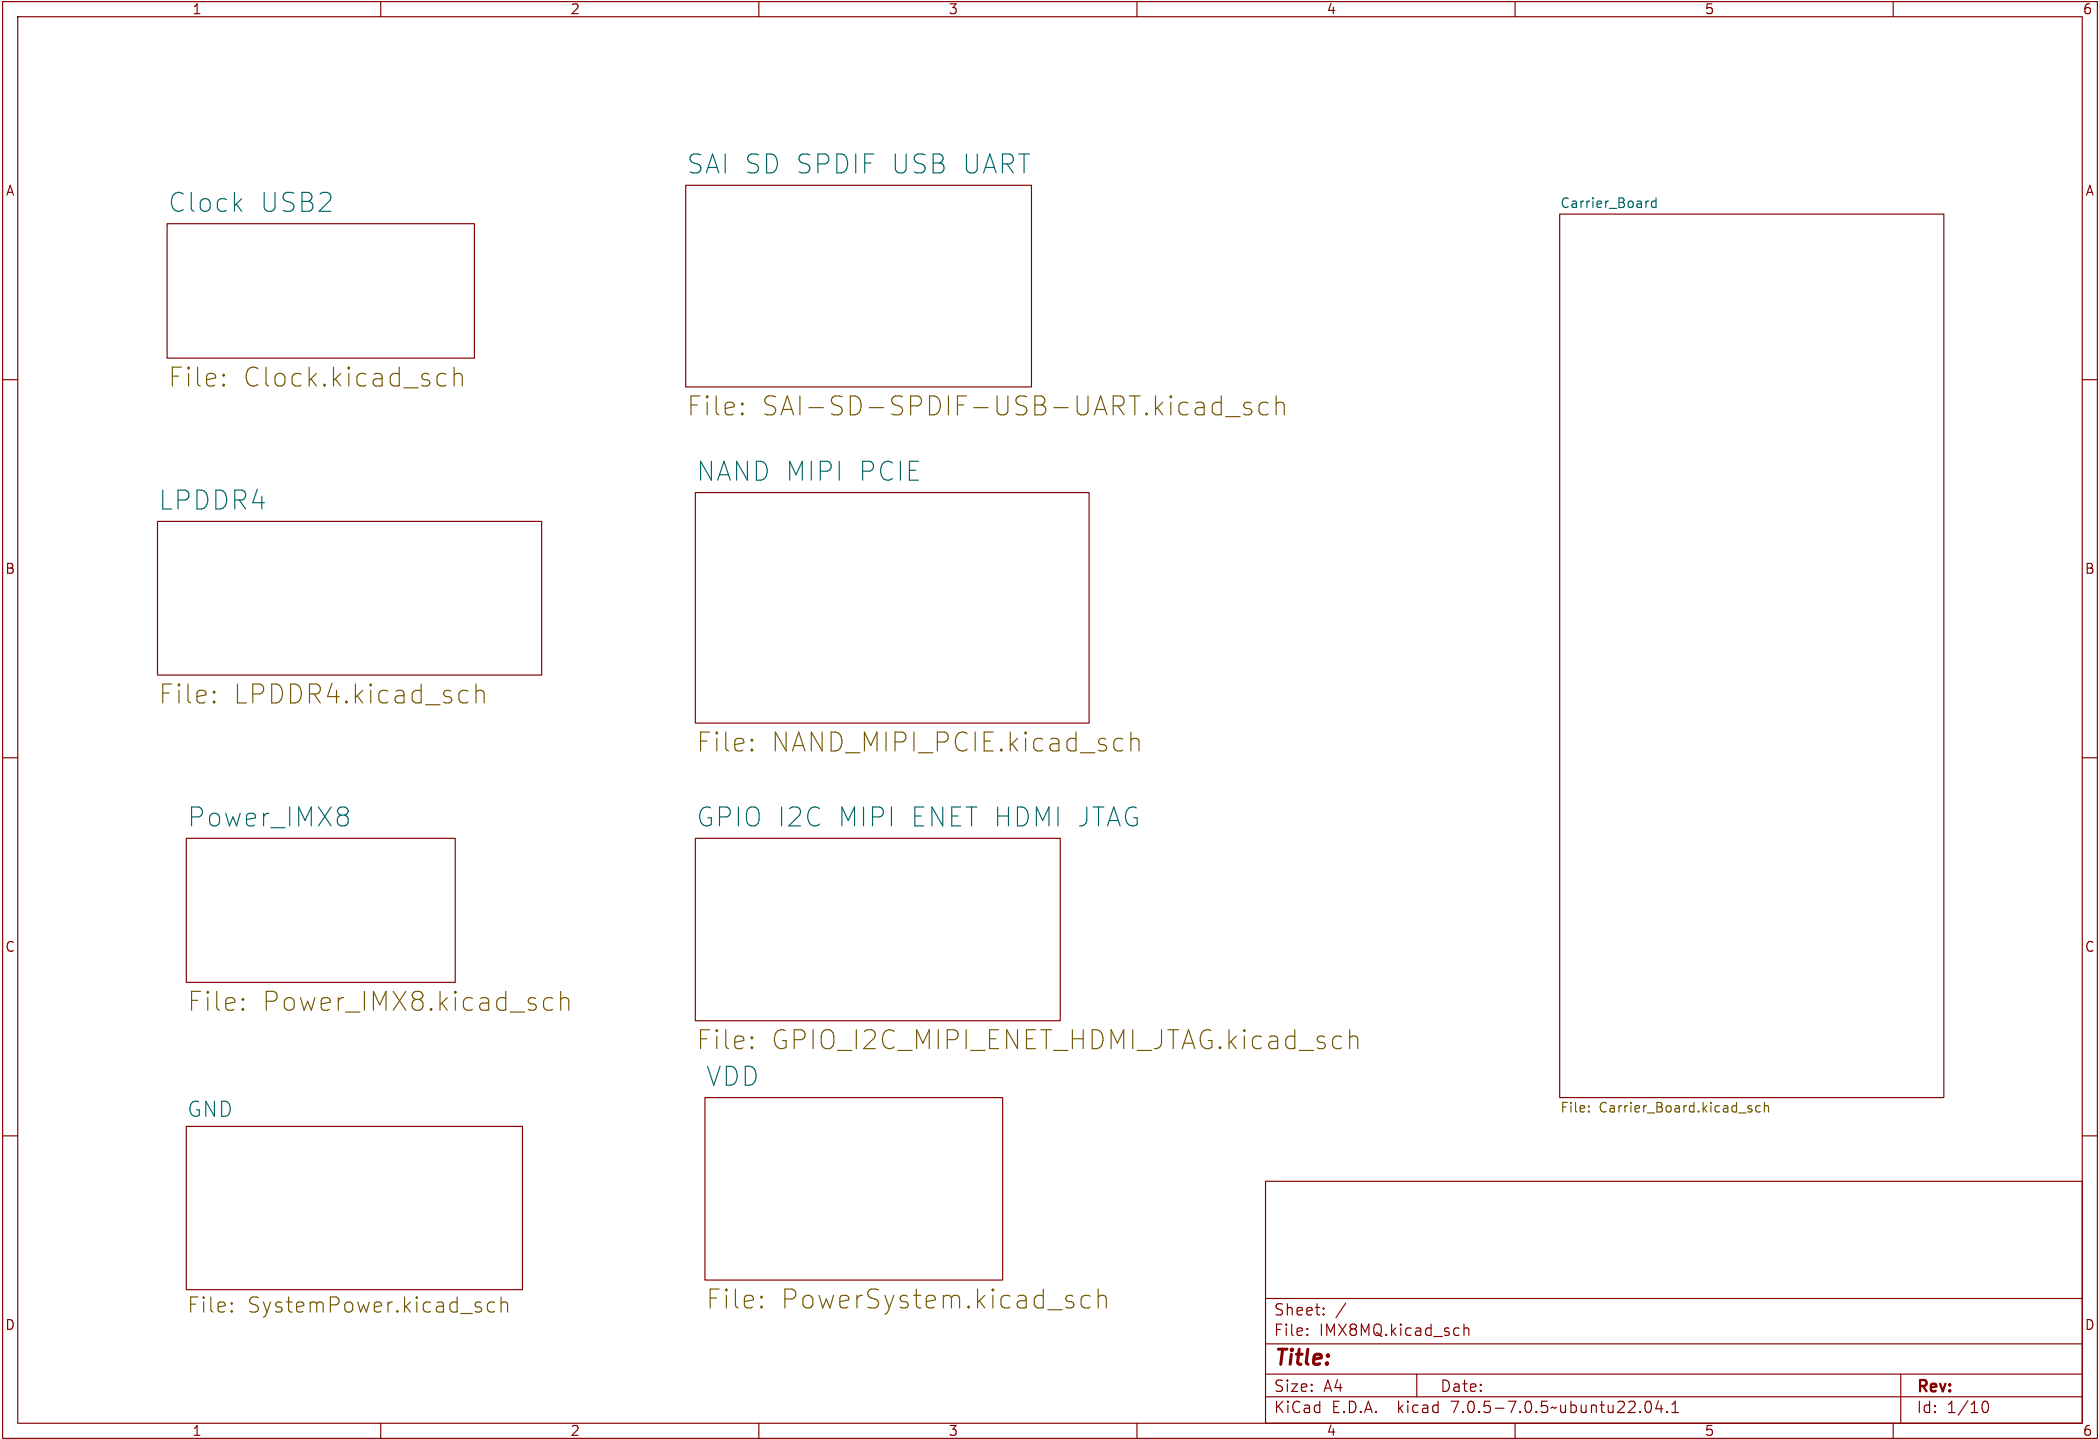 1 2 3 4 5 6
A A
B B
C C
D D
Clock USB2
File: Clock.kicad_sch
LPDDR4
File: LPDDR4.kicad_sch
Power_IMX8
File: Power_IMX8.kicad_sch
GND
File: SystemPower.kicad_sch
SAI SD SPDIF USB UART
File: SAI-SD-SPDIF-USB-UART.kicad_sch
NAND MIPI PCIE
File: NAND_MIPI_PCIE.kicad_sch
GPIO I2C MIPI ENET HDMI JTAG
File: GPIO_I2C_MIPI_ENET_HDMI_JTAG.kicad_sch
VDD
File: PowerSystem.kicad_sch
Carrier_Board
File: Carrier_Board.kicad_sch
Sheet: /
File: IMX8MQ.kicad_sch
Title:
Size: A4 Date: Rev:
KiCad E.D.A. kicad 7.0.5-7.0.5~ubuntu22.04.1 Id: 1/10
1 2 3 4 5 6